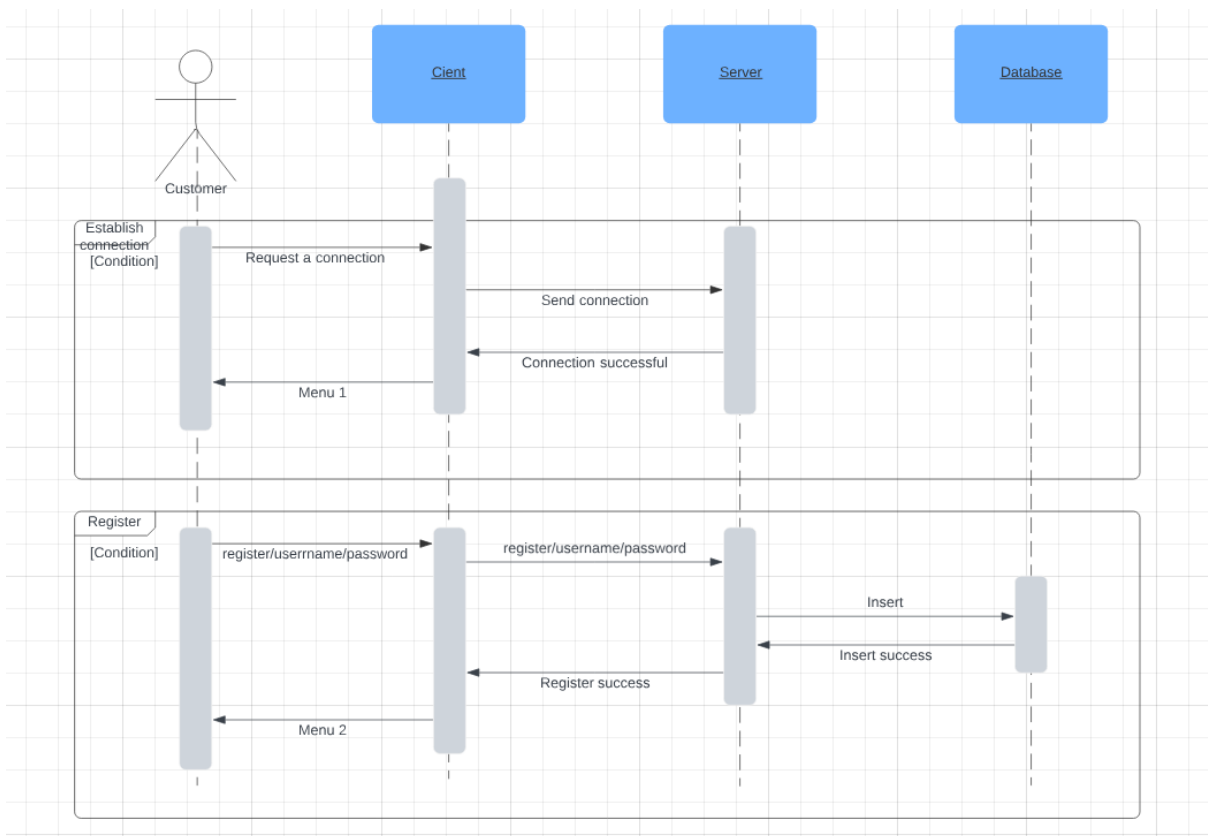 Cient
Server
Database
Customer
Establish
connection
[Condition]
Request a connection
Send connection
Connection successful
Menu 1
Register
[Condition]
register/userrname/password
register/username/password
Insert
Insert success
Register success
Menu 2